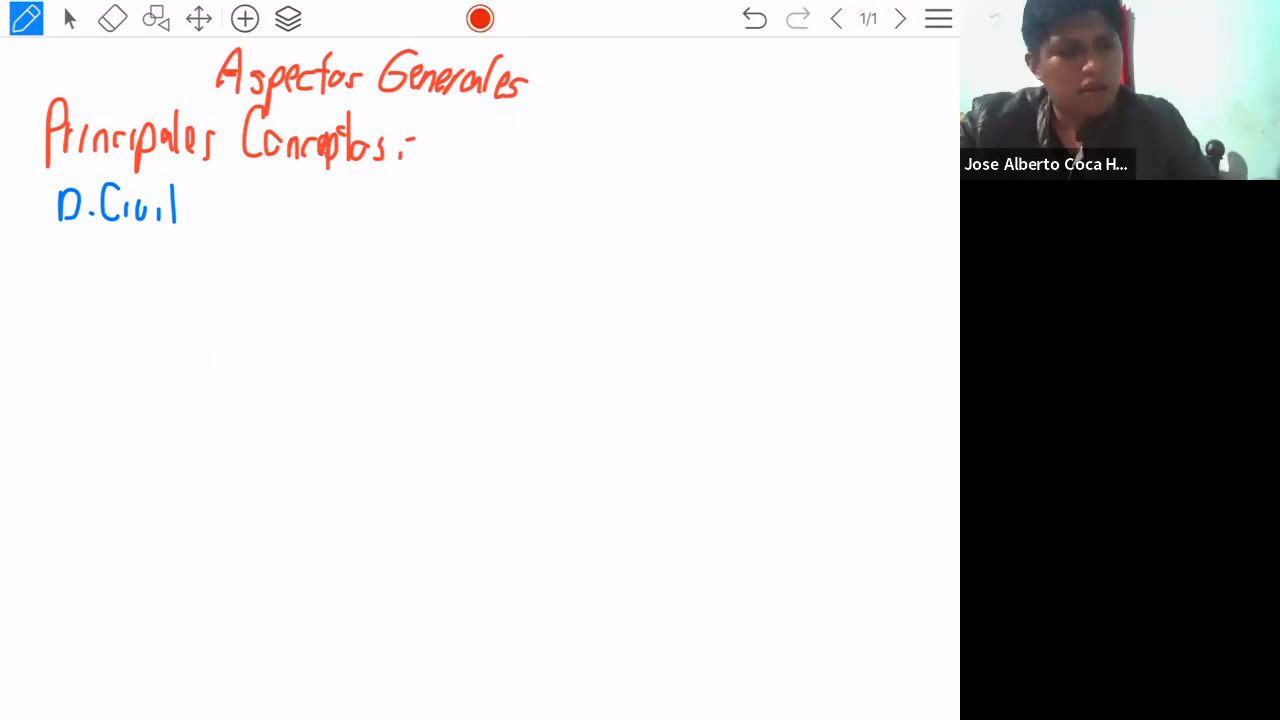 1/1
Aspectos Generales
Principales Conceptos.-
D. Civil
Jose Alberto Coca H...